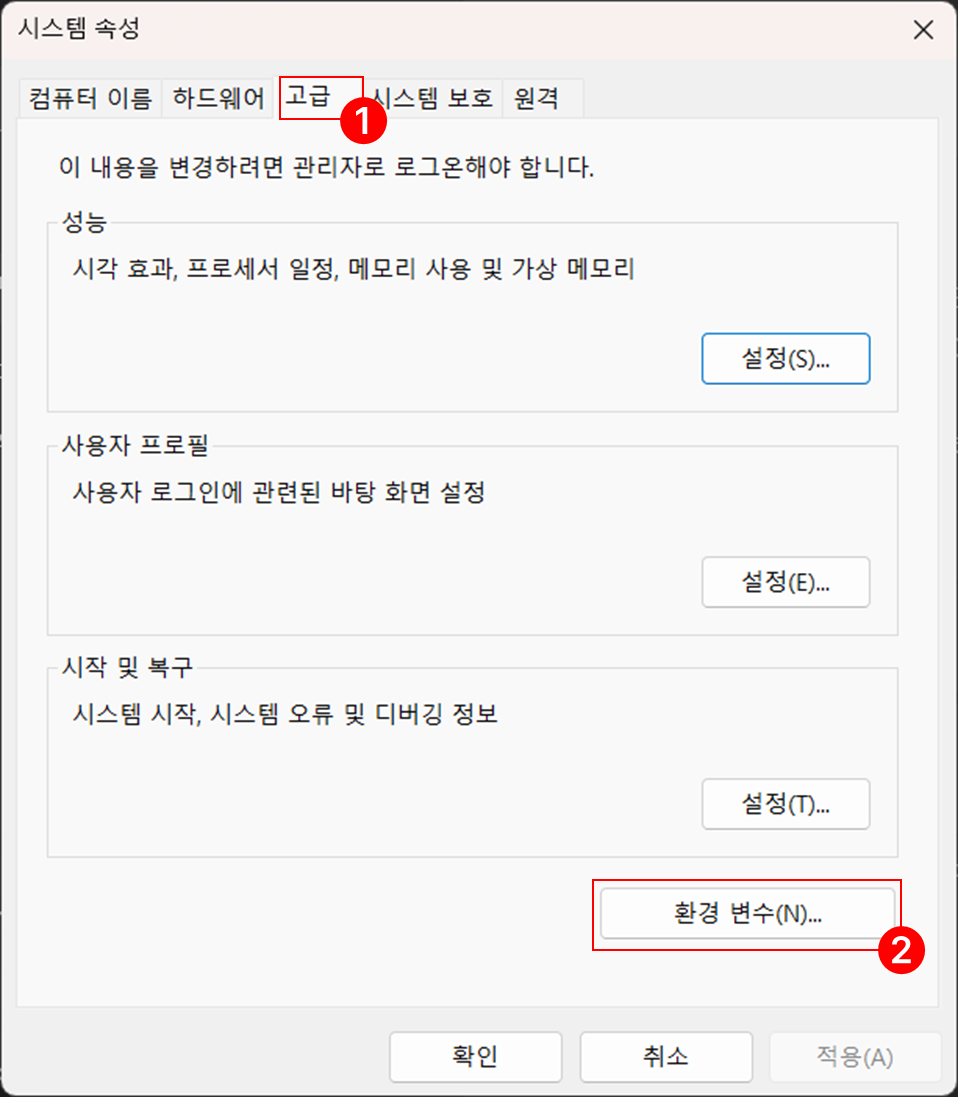 시스템 속성
컴퓨터 이름 하드웨어 고급 시스템 보호 원격
1
이 내용을 변경하려면 관리자로 로그온해야 합니다.
성능
시각 효과, 프로세서 일정, 메모리 사용 및 가상 메모리
설정(S)...
사용자 프로필
사용자 로그인에 관련된 바탕 화면 설정
설정(E)...
시작 및 복구
시스템 시작, 시스템 오류 및 디버깅 정보
설정(T)...
환경 변수(N)...
2
확인 취소 적용(A)